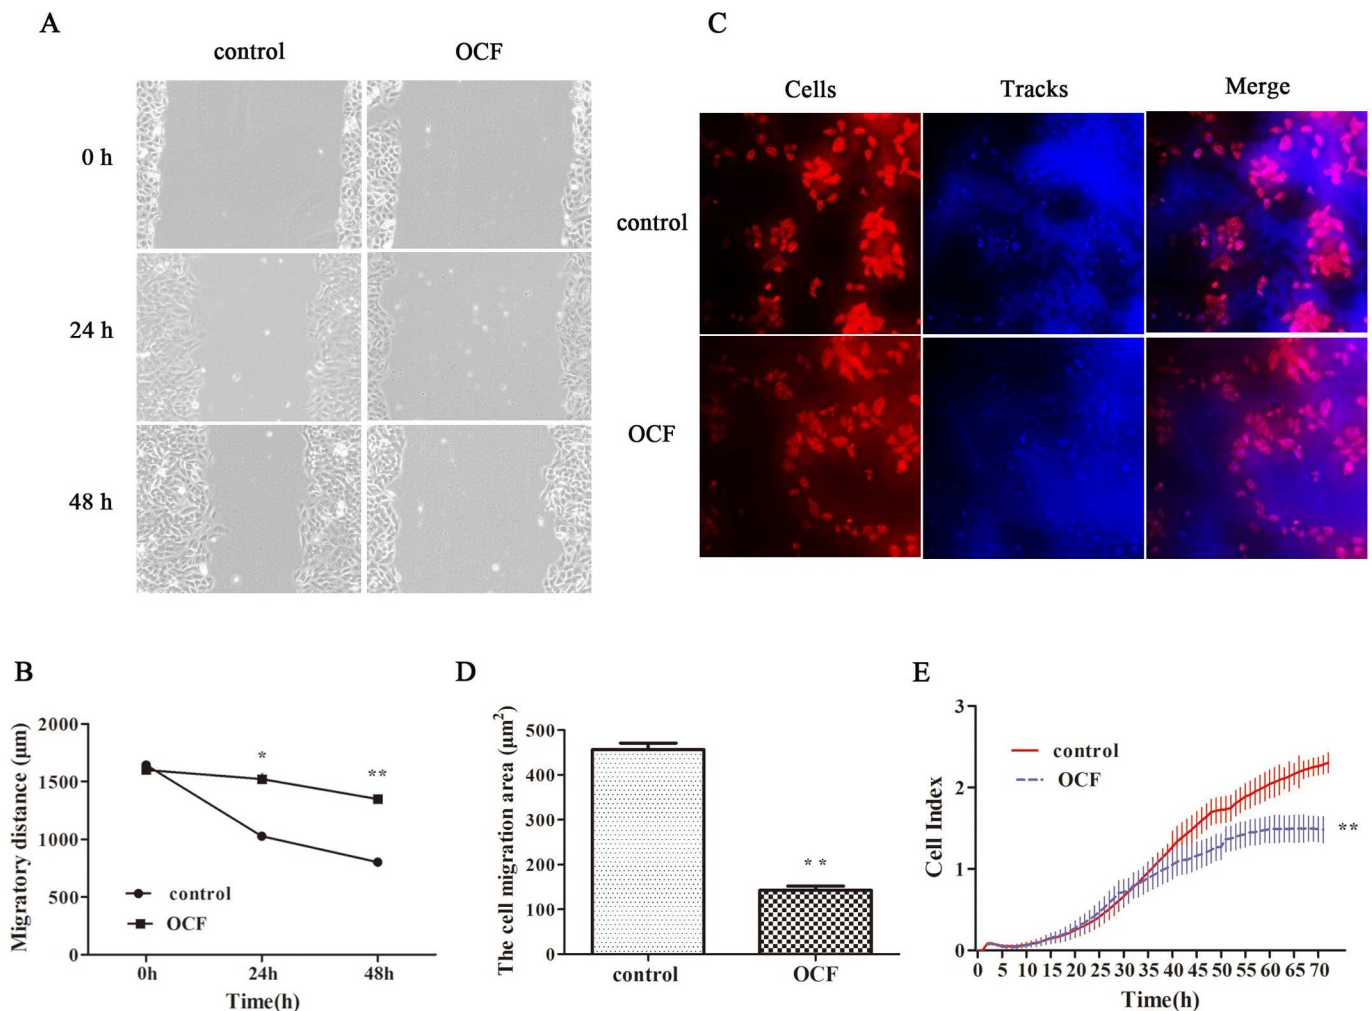 A
control
OCF
0 h
24 h
48 h
C
Cells
Tracks
Merge
control
OCF
B
Migratory distance (μm)
2000
1500
1000
500
0
*
**
control
OCF
0h
24h
48h
Time(h)
D
The cell migration area (μm²)
500
400
300
200
100
0
* *
control
OCF
E
Cell Index
3
2
1
0
control
OCF
**
0 5 10 15 20 25 30 35 40 45 50 55 60 65 70
Time(h)